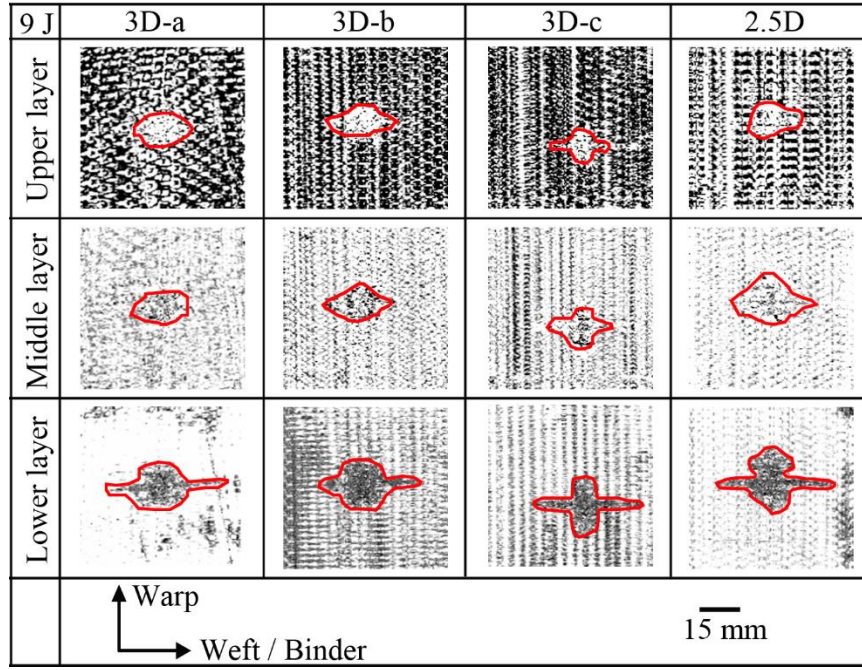 9 J 3D-a 3D-b 3D-c 2.5D
Upper layer
Middle layer
Lower layer
Warp
Weft / Binder
15 mm